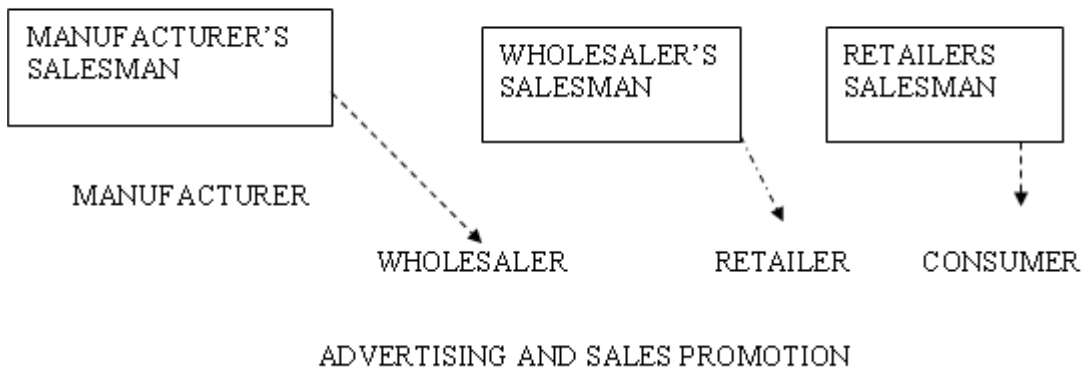 MANUFACTURER'S
SALESMAN
WHOLESALER'S
SALESMAN
RETAILERS
SALESMAN
MANUFACTURER
WHOLESALER
RETAILER
CONSUMER
ADVERTISING AND SALES PROMOTION